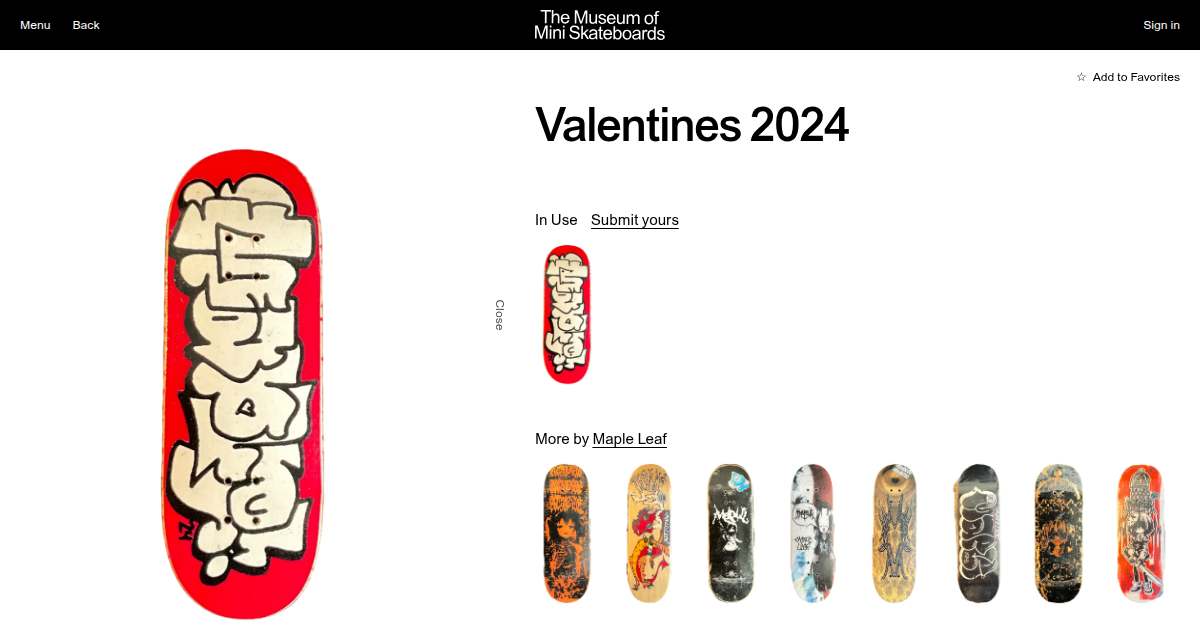 Menu
Back
The Museum of
Mini Skateboards
Sign in
☆ Add to Favorites
Valentines 2024
In Use Submit yours
Close
More by Maple Leaf